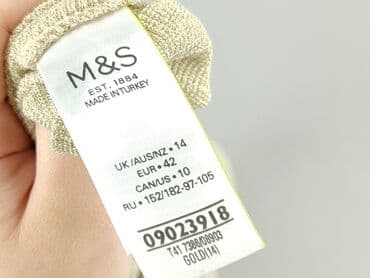 M&S
EST. 1884
MADE IN TURKEY
UK/AUS/NZ • 14
EUR • 42
CAN/US • 10
RU • 152/182-97-105
09023918
T41 7386/08903
GOLD(14)